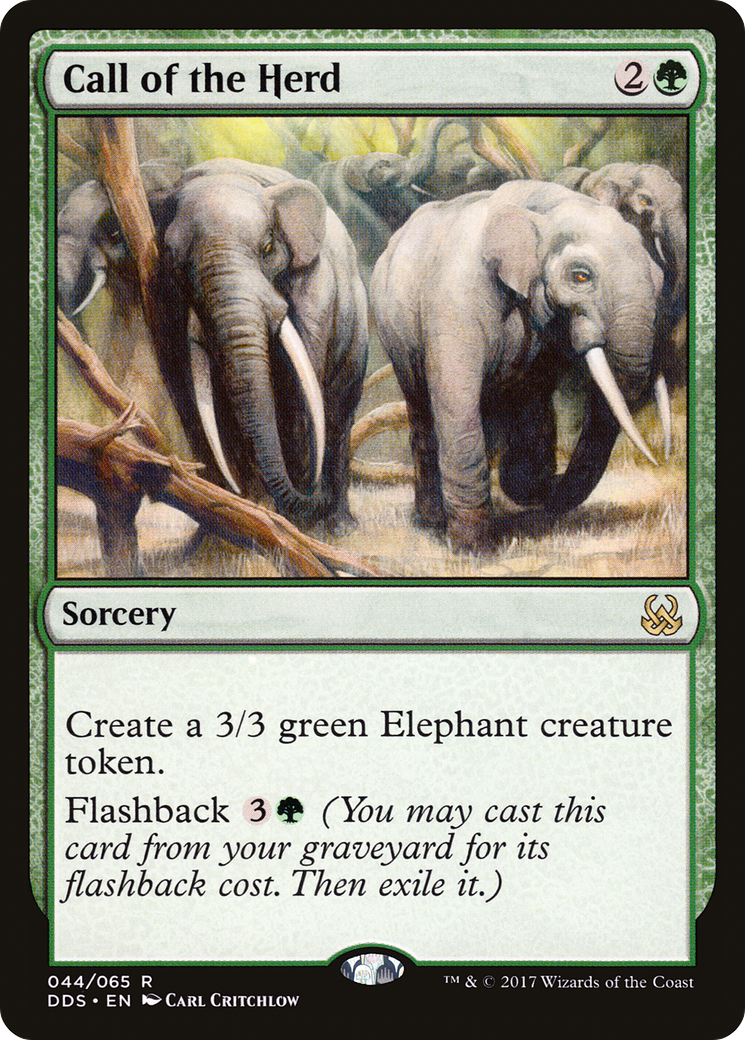 Call of the Herd 2
Sorcery
Create a 3/3 green Elephant creature
token.
Flashback 3 (You may cast this
card from your graveyard for its
flashback cost. Then exile it.)
044/065 R
DDS • EN Carl Critchlow
™ & © 2017 Wizards of the Coast